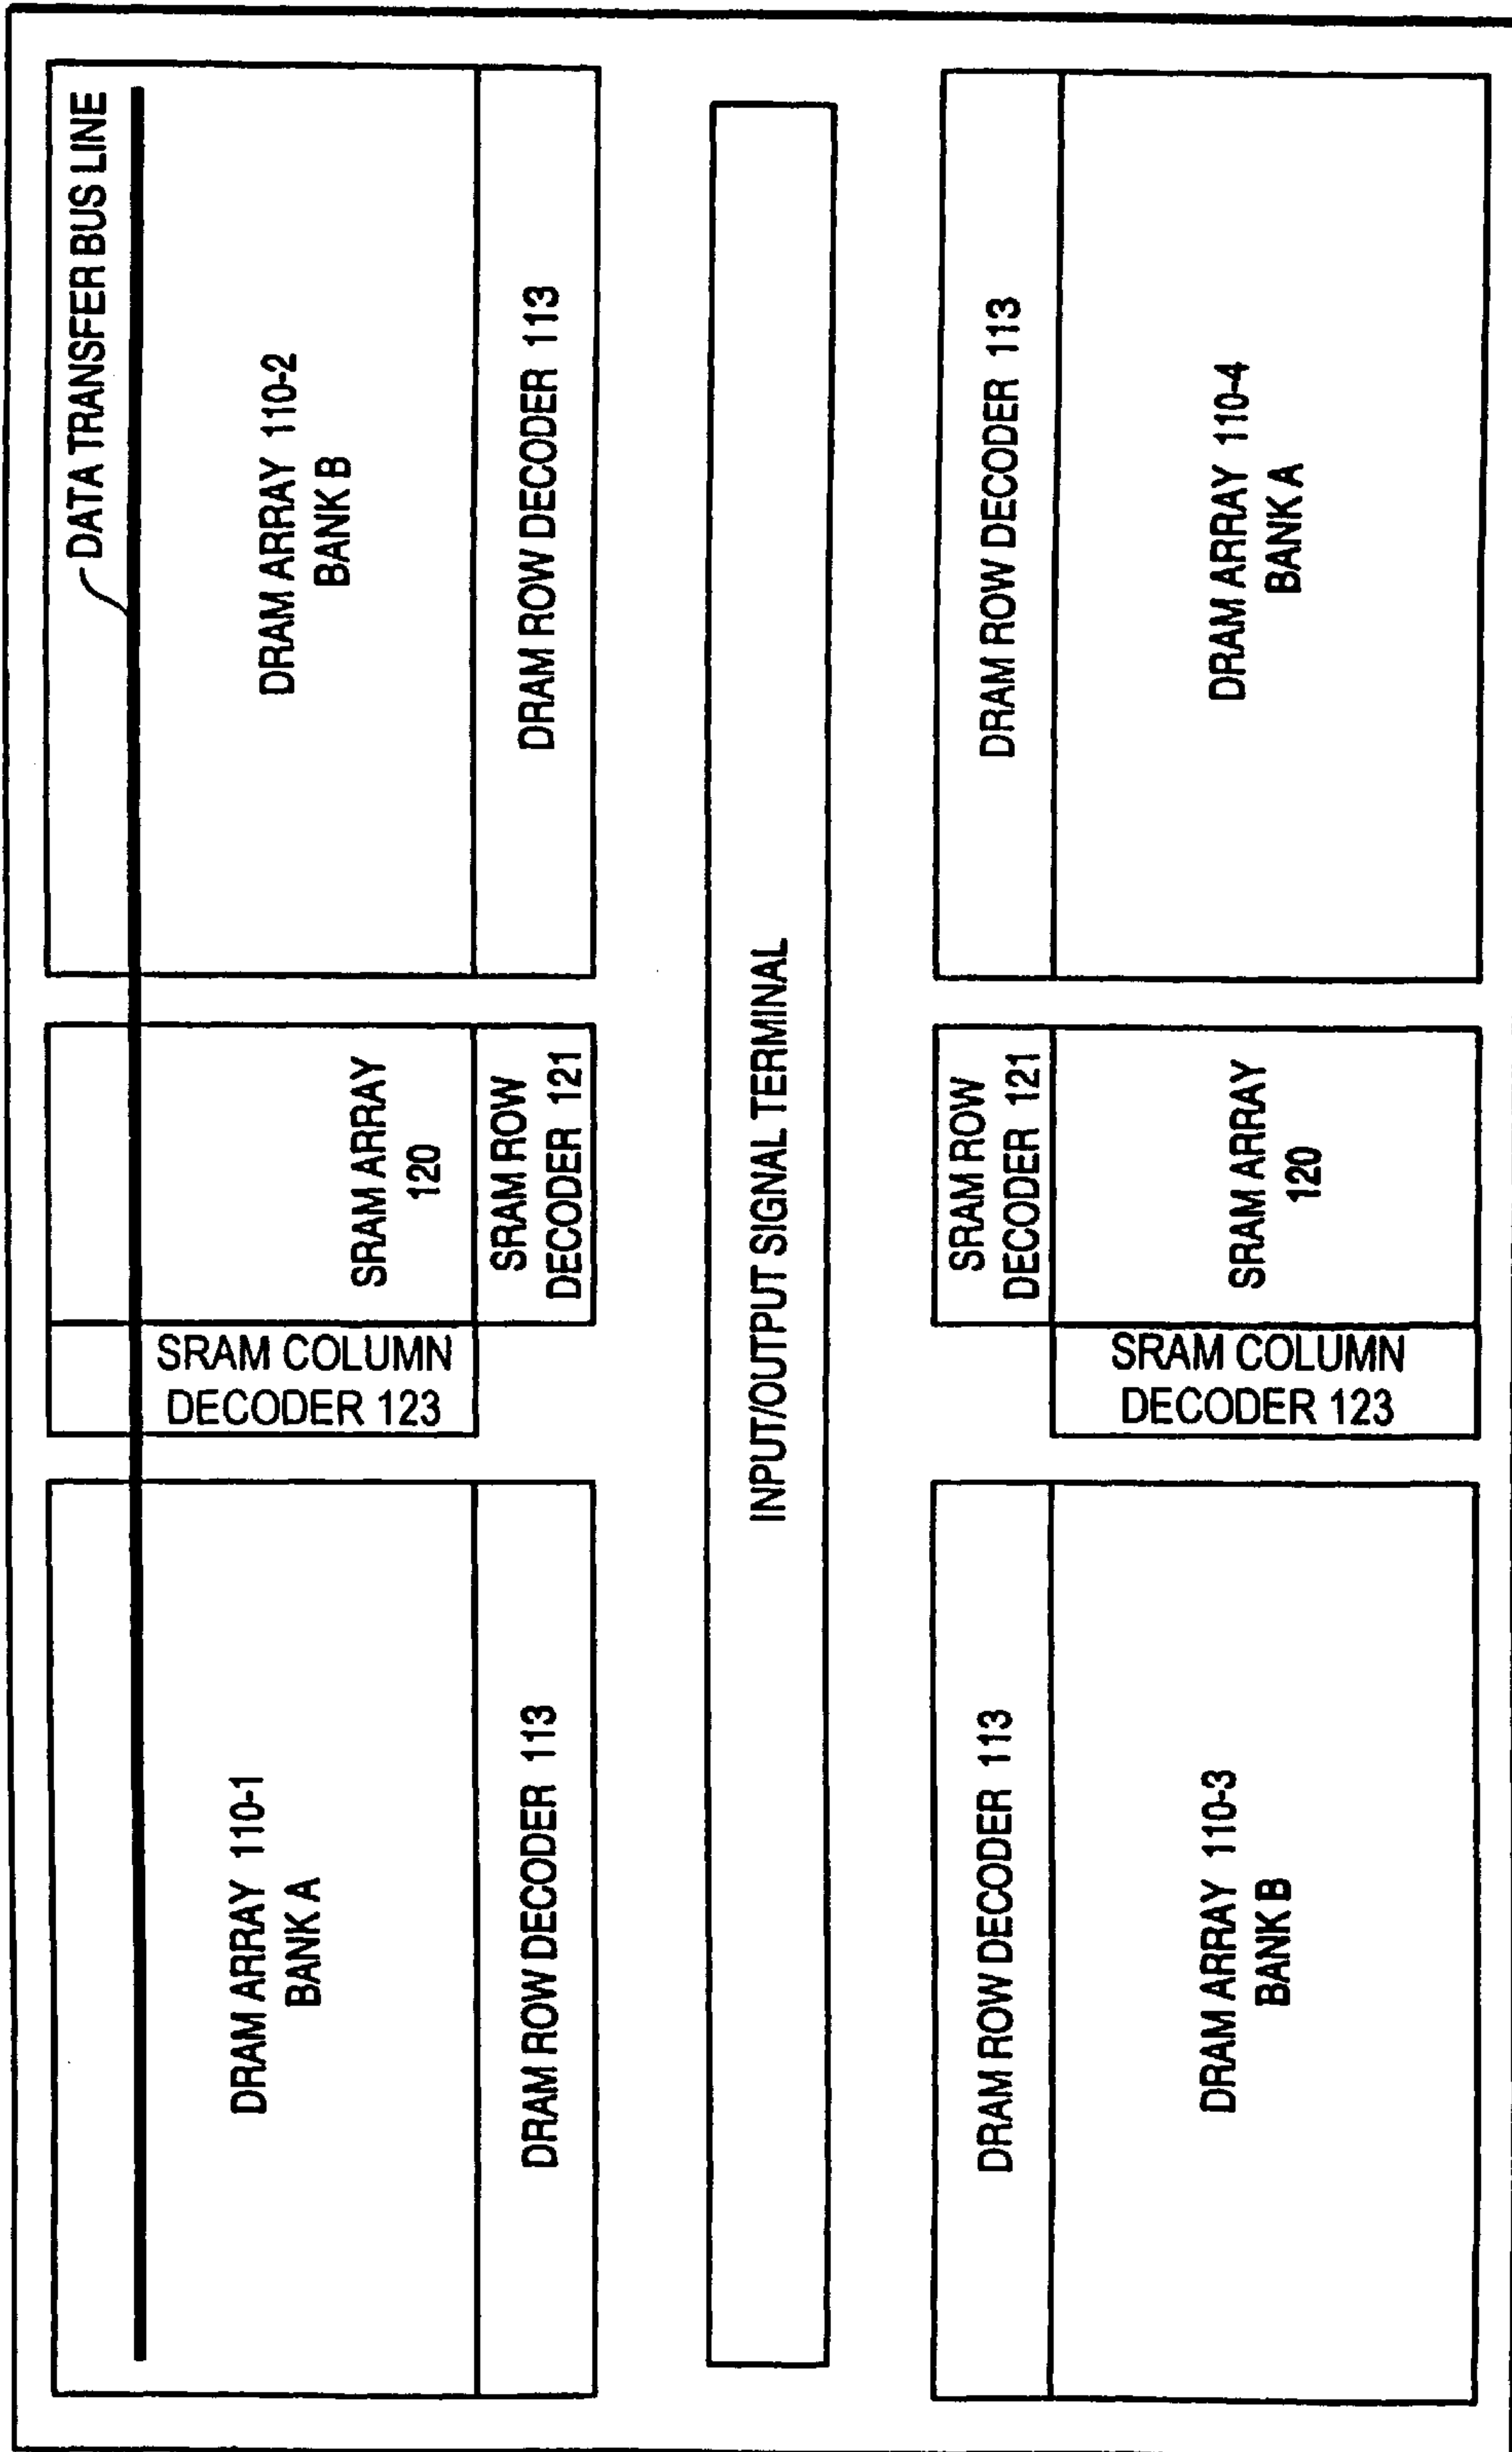 DATA TRANSFER BUS LINE
DRAM ARRAY 110-1
BANK A
DRAM ROW DECODER 113
SRAM COLUMN
DECODER 123
SRAM ARRAY
120
SRAM ROW
DECODER 121
DRAM ARRAY 110-2
BANK B
DRAM ROW DECODER 113
INPUT/OUTPUT SIGNAL TERMINAL
DRAM ROW DECODER 113
DRAM ARRAY 110-3
BANK B
SRAM COLUMN
DECODER 123
SRAM ROW
DECODER 121
SRAM ARRAY
120
DRAM ROW DECODER 113
DRAM ARRAY 110-4
BANK A